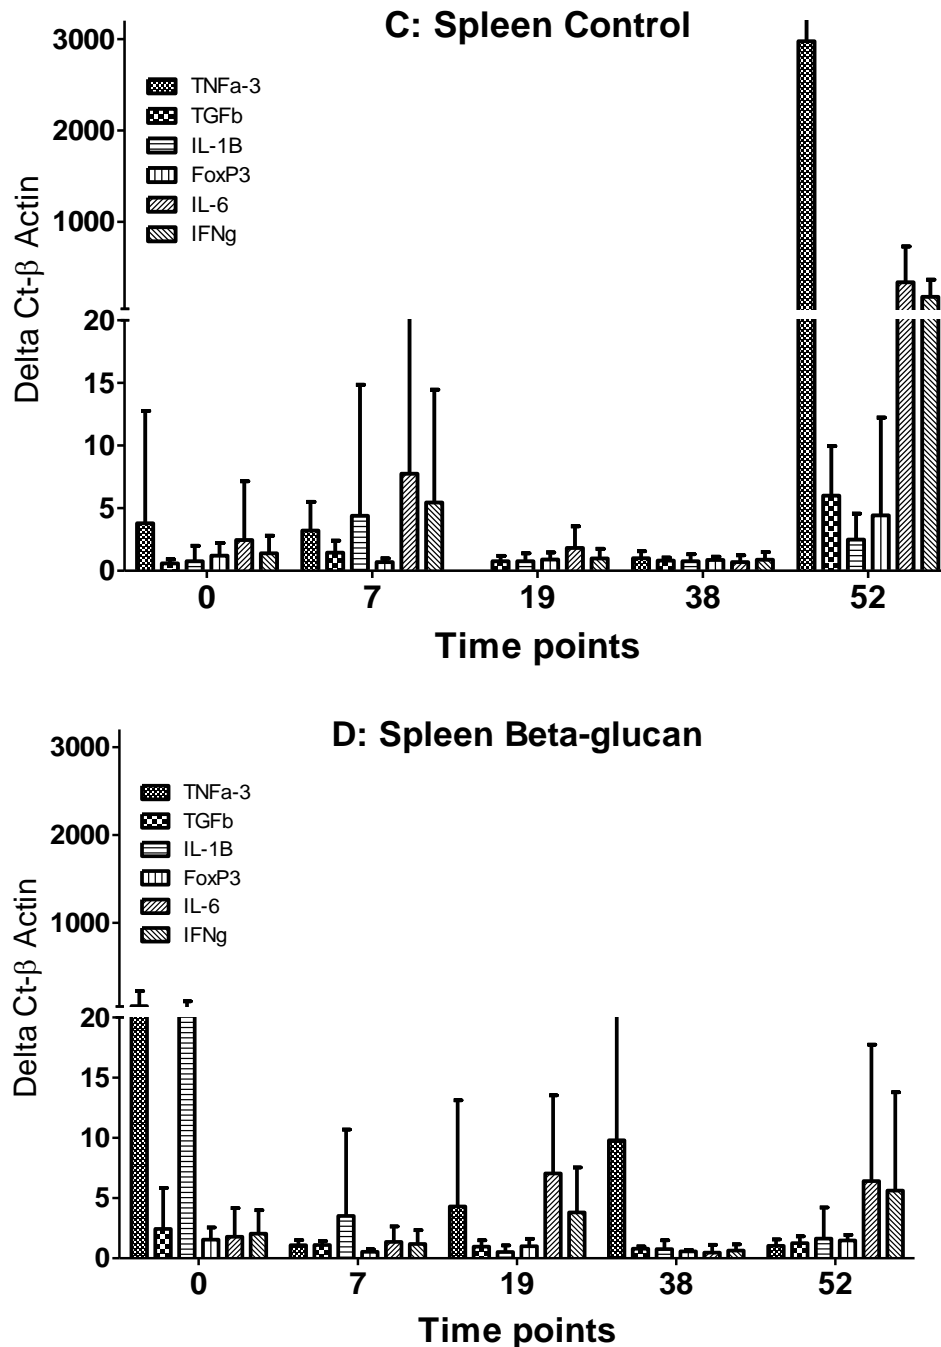 C: Spleen Control
3000
2000
1000
20
15
10
5
0
Delta Ct-β Actin
TNFa-3
TGFb
IL-1B
FoxP3
IL-6
IFNg
0 7 19 38 52
Time points
D: Spleen Beta-glucan
3000
2000
1000
20
15
10
5
0
Delta Ct-β Actin
TNFa-3
TGFb
IL-1B
FoxP3
IL-6
IFNg
0 7 19 38 52
Time points